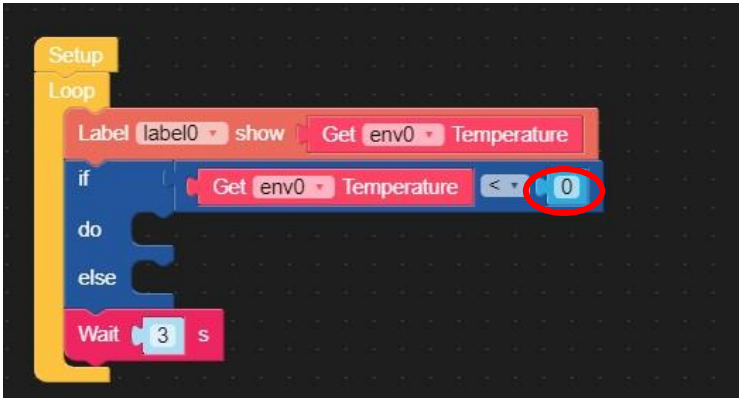 Setup
Loop
Label label0 show Get env0 Temperature
if Get env0 Temperature < 0
do
else
Wait 3 s